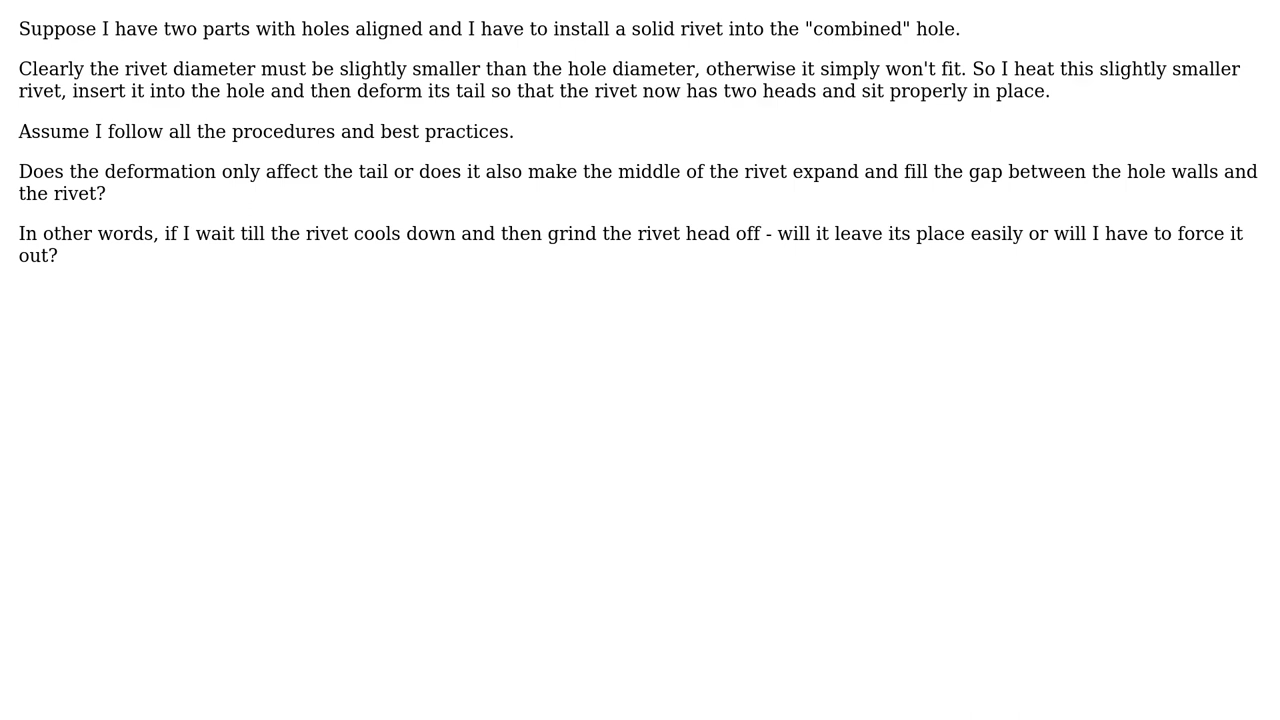 Suppose I have two parts with holes aligned and I have to install a solid rivet into the "combined" hole.
Clearly the rivet diameter must be slightly smaller than the hole diameter, otherwise it simply won't fit. So I heat this slightly smaller
rivet, insert it into the hole and then deform its tail so that the rivet now has two heads and sit properly in place.
Assume I follow all the procedures and best practices.
Does the deformation only affect the tail or does it also make the middle of the rivet expand and fill the gap between the hole walls and
the rivet?
In other words, if I wait till the rivet cools down and then grind the rivet head off - will it leave its place easily or will I have to force it
out?